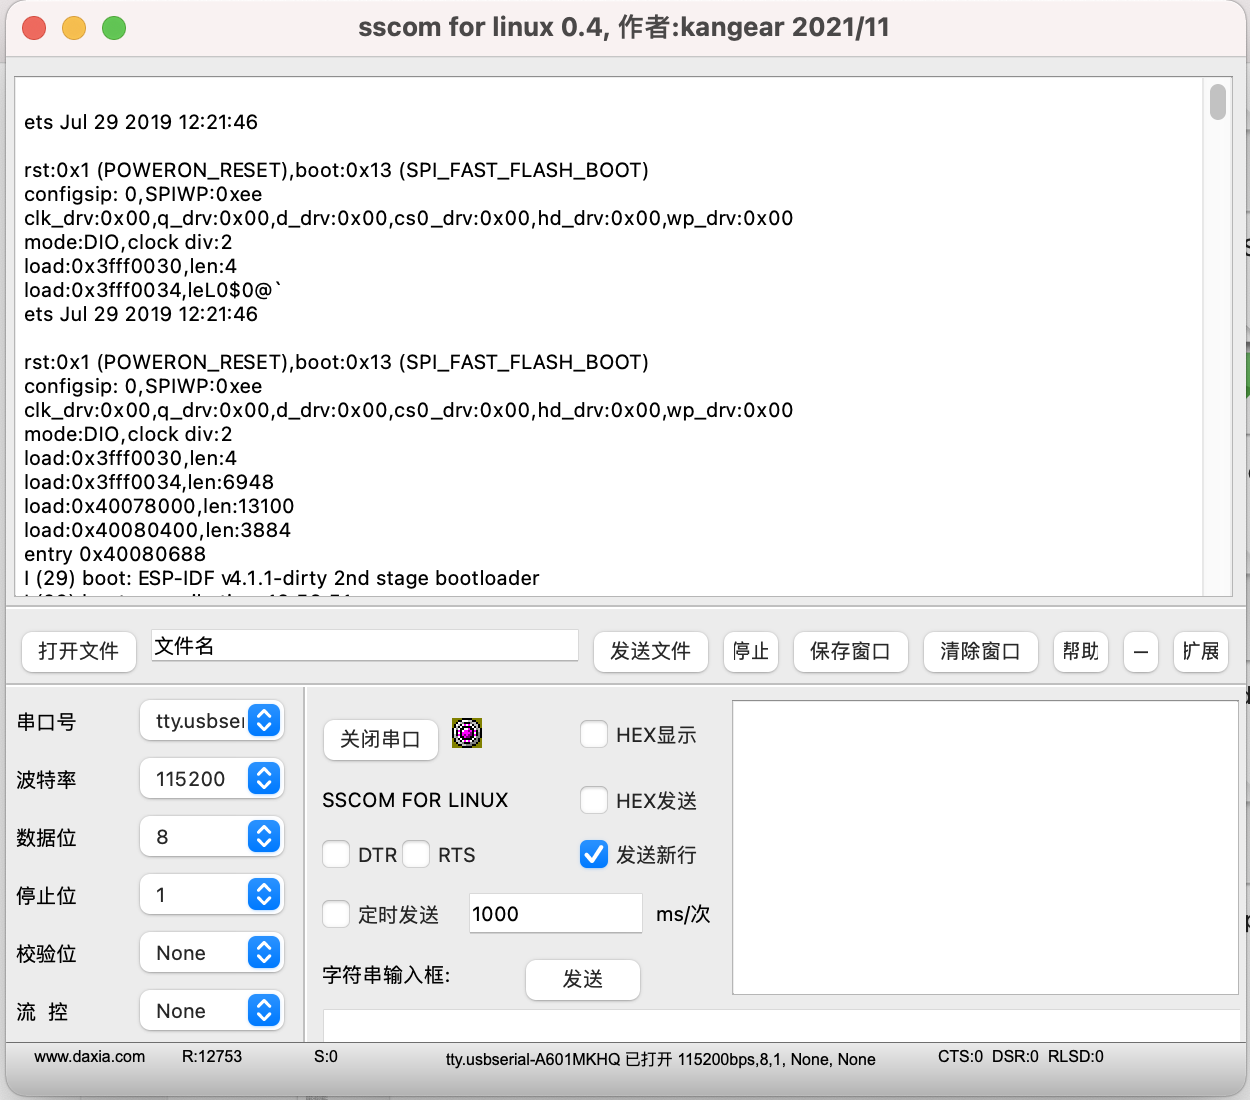 sscom for linux 0.4, 作者:kangear 2021/11
ets Jul 29 2019 12:21:46
rst:0x1 (POWERON_RESET),boot:0x13 (SPI_FAST_FLASH_BOOT)
configsip: 0,SPIWP:0xee
clk_drv:0x00,q_drv:0x00,d_drv:0x00,cs0_drv:0x00,hd_drv:0x00,wp_drv:0x00
mode:DIO,clock div:2
load:0x3fff0030,len:4
load:0x3fff0034,leL0$0@`
ets Jul 29 2019 12:21:46
rst:0x1 (POWERON_RESET),boot:0x13 (SPI_FAST_FLASH_BOOT)
configsip: 0,SPIWP:0xee
clk_drv:0x00,q_drv:0x00,d_drv:0x00,cs0_drv:0x00,hd_drv:0x00,wp_drv:0x00
mode:DIO,clock div:2
load:0x3fff0030,len:4
load:0x3fff0034,len:6948
load:0x40078000,len:13100
load:0x40080400,len:3884
entry 0x40080688
I (29) boot: ESP-IDF v4.1.1-dirty 2nd stage bootloader
打开文件 文件名 发送文件 停止 保存窗口 清除窗口 帮助 — 扩展
串口号 tty.usbser
波特率 115200
数据位 8
停止位 1
校验位 None
流 控 None
关闭串口 HEX显示
SSCOM FOR LINUX HEX发送
DTR RTS 发送新行
定时发送 1000 ms/次
字符串输入框: 发送
www.daxia.com R:12753 S:0 tty.usbserial-A601MKHQ 已打开 115200bps,8,1, None, None CTS:0 DSR:0 RLSD:0